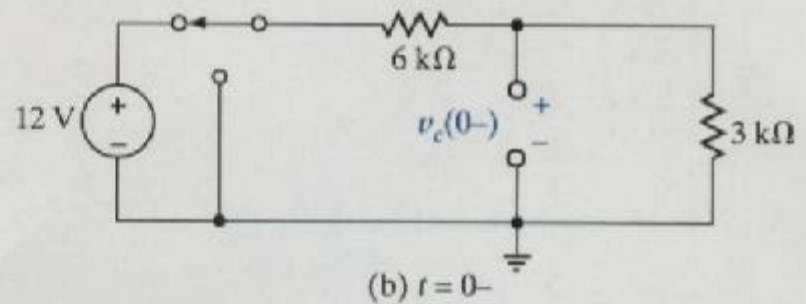 6 kΩ
12 V
+
−
v_c(0–)
+
−
3 kΩ
(b) t = 0–